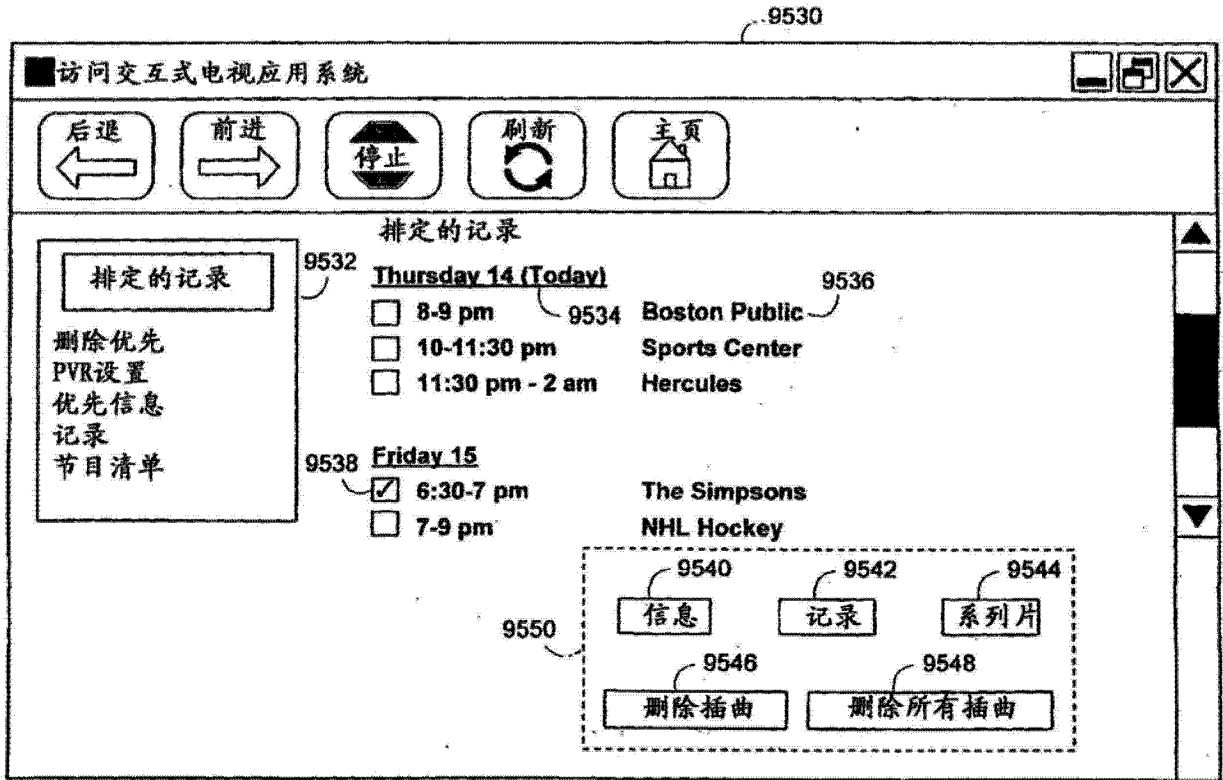 9530
访问交互式电视应用系统
后退
前进
停止
刷新
主页
排定的记录
删除优先
PVR设置
优先信息
记录
节目清单
9532
排定的记录
Thursday 14 (Today)
9534
9536
8-9 pm Boston Public
10-11:30 pm Sports Center
11:30 pm - 2 am Hercules
Friday 15
9538
6:30-7 pm The Simpsons
7-9 pm NHL Hockey
9550
9540
9542
9544
信息
记录
系列片
9546
9548
删除插曲
删除所有插曲